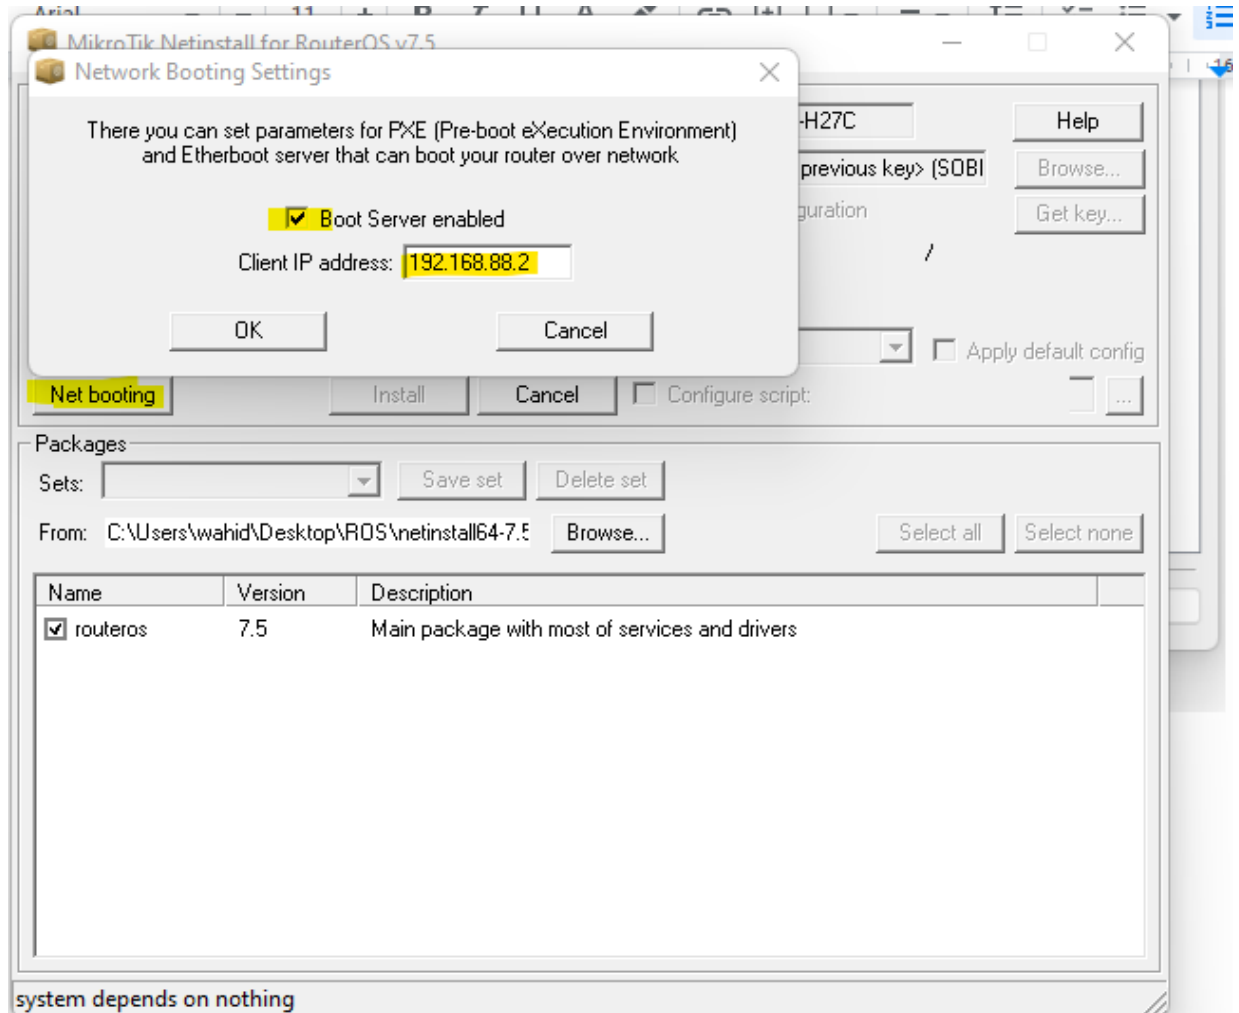 Arial 11 B
MikroTik Netinstall for RouterOS v7.5
Network Booting Settings
There you can set parameters for PXE (Pre-boot eXecution Environment)
and Etherboot server that can boot your router over network
Boot Server enabled
Client IP address: 192.168.88.2
OK Cancel
-H27C Help
previous key> (SOBI Browse...
guration Get key...
/
Apply default config
Net booting Install Cancel Configure script: ...
Packages
Sets: Save set Delete set
From: C:\Users\wahid\Desktop\ROS\netinstall64-7.5 Browse... Select all Select none
Name Version Description
routeros 7.5 Main package with most of services and drivers
system depends on nothing